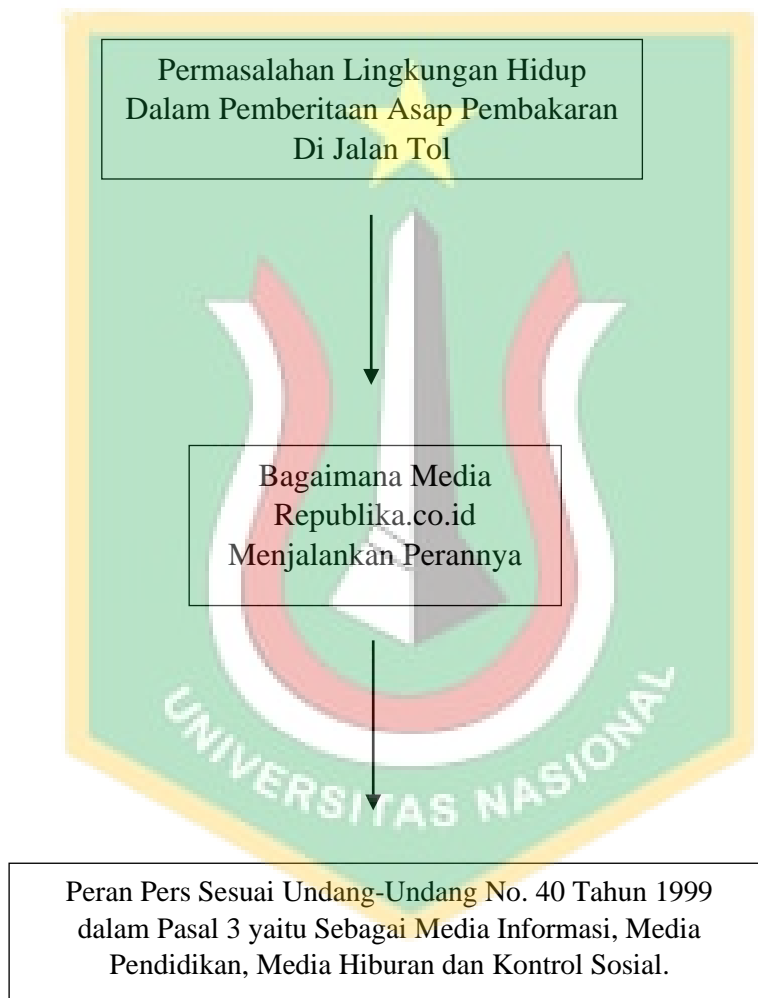 Permasalahan Lingkungan Hidup
Dalam Pemberitaan Asap Pembakaran
Di Jalan Tol
Bagaimana Media
Republika.co.id
Menjalankan Perannya
UNIVERSITAS NASIONAL
Peran Pers Sesuai Undang-Undang No. 40 Tahun 1999
dalam Pasal 3 yaitu Sebagai Media Informasi, Media
Pendidikan, Media Hiburan dan Kontrol Sosial.